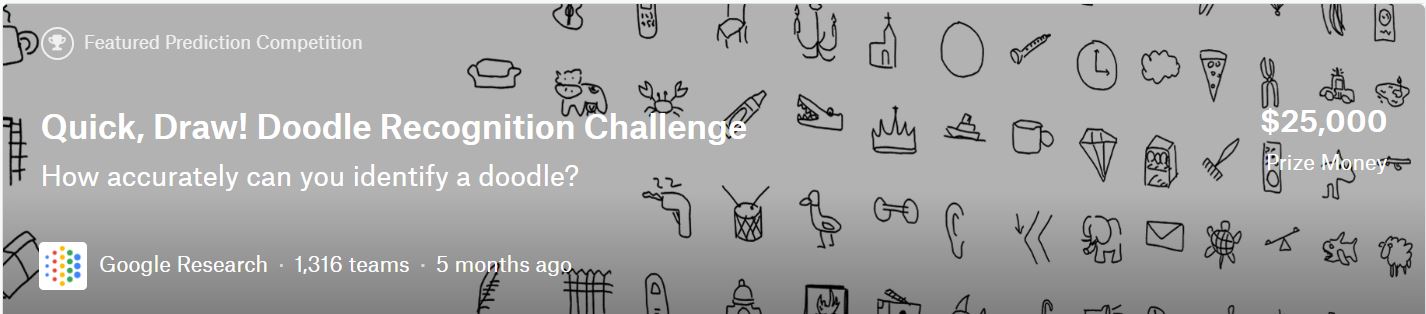 Featured Prediction Competition
Quick, Draw! Doodle Recognition Challenge
$25,000
How accurately can you identify a doodle?
Prize Money
Google Research · 1,316 teams · 5 months ago